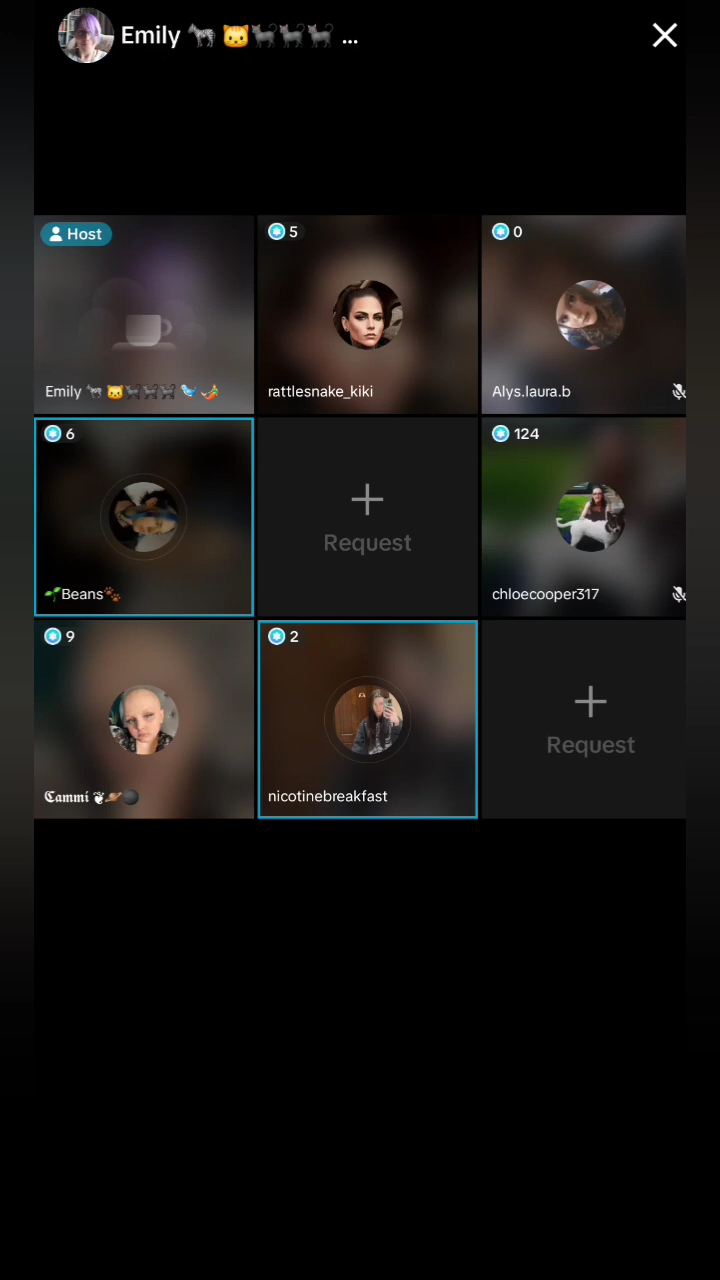 Emily 🦓 🐱🐈‍⬛🐈‍⬛🐈‍⬛ ...
Host
5
0
Emily 🦓 🐱🐈‍⬛🐈‍⬛🐈‍⬛ 🐦🧜‍♀️
rattlesnake_kiki
Alys.laura.b
6
124
Request
🌱Beans🐾
chloecooper317
9
2
Request
𝕮𝖆𝖒𝖒𝖎 ❦🪐🌑
nicotinebreakfast